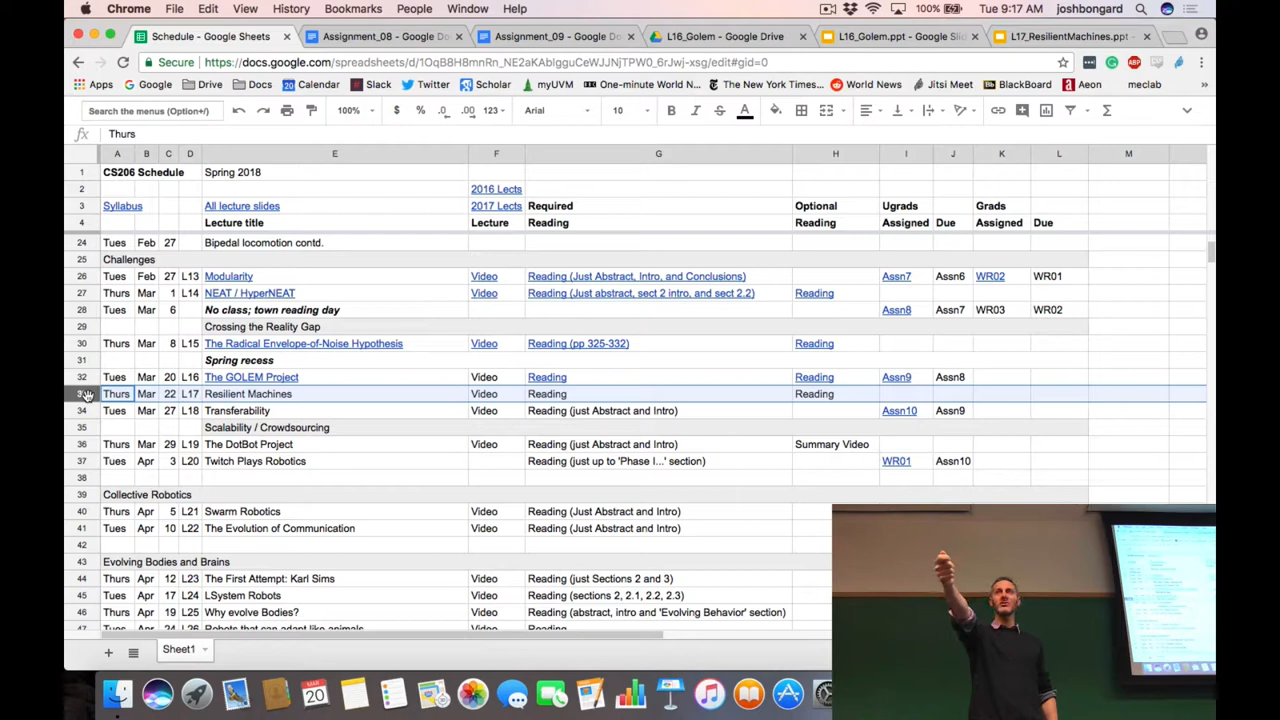 Chrome File Edit View History Bookmarks People Window Help 100% Tue 9:17 AM joshbongard
Schedule - Google Sheets Assignment_08 - Google Do Assignment_09 - Google Do L16_Golem - Google Drive L16_Golem.ppt - Google Slid L17_ResilientMachines.ppt -
Secure https://docs.google.com/spreadsheets/d/1OqB8H8mnRn_NE2aKAblgguCeWJJNjTPW0_6rJwj-xsg/edit#gid=0
Apps Google Drive Docs Calendar Slack Twitter Scholar myUVM One-minute World N The New York Times World News Jitsi Meet BlackBoard Aeon meclab
Search the menus (Option+/) 100% $ % .0 .00 123 Arial 10 B I S A
fx Thurs
A B C D E F G H I J K L M
1 CS206 Schedule Spring 2018
2 2016 Lects
3 Syllabus All lecture slides 2017 Lects Required Optional Ugrads Grads
4 Lecture title Lecture Reading Reading Assigned Due Assigned Due
24 Tues Feb 27 Bipedal locomotion contd.
25 Challenges
26 Tues Feb 27 L13 Modularity Video Reading (Just Abstract, Intro, and Conclusions) Assn7 Assn6 WR02 WR01
27 Thurs Mar 1 L14 NEAT / HyperNEAT Video Reading (Just abstract, sect 2 intro, and sect 2.2) Reading
28 Tues Mar 6 No class; town reading day Assn8 Assn7 WR03 WR02
29 Crossing the Reality Gap
30 Thurs Mar 8 L15 The Radical Envelope-of-Noise Hypothesis Video Reading (pp 325-332) Reading
31 Spring recess
32 Tues Mar 20 L16 The GOLEM Project Video Reading Reading Assn9 Assn8
Thurs Mar 22 L17 Resilient Machines Video Reading Reading
34 Tues Mar 27 L18 Transferability Video Reading (just Abstract and Intro) Assn10 Assn9
35 Scalability / Crowdsourcing
36 Thurs Mar 29 L19 The DotBot Project Video Reading (just Abstract and Intro) Summary Video
37 Tues Apr 3 L20 Twitch Plays Robotics Reading (just up to 'Phase I...' section) WR01 Assn10
38
39 Collective Robotics
40 Thurs Apr 5 L21 Swarm Robotics Video Reading (Just Abstract and Intro)
41 Tues Apr 10 L22 The Evolution of Communication Video Reading (Just Abstract and Intro)
42
43 Evolving Bodies and Brains
44 Thurs Apr 12 L23 The First Attempt: Karl Sims Video Reading (just Sections 2 and 3)
45 Tues Apr 17 L24 LSystem Robots Video Reading (sections 2, 2.1, 2.2, 2.3)
46 Thurs Apr 19 L25 Why evolve Bodies? Video Reading (abstract, intro and 'Evolving Behavior' section)
47 Tues Apr 24 L26 Robots that can adapt like animals Video Reading
Sheet1
MAR
20